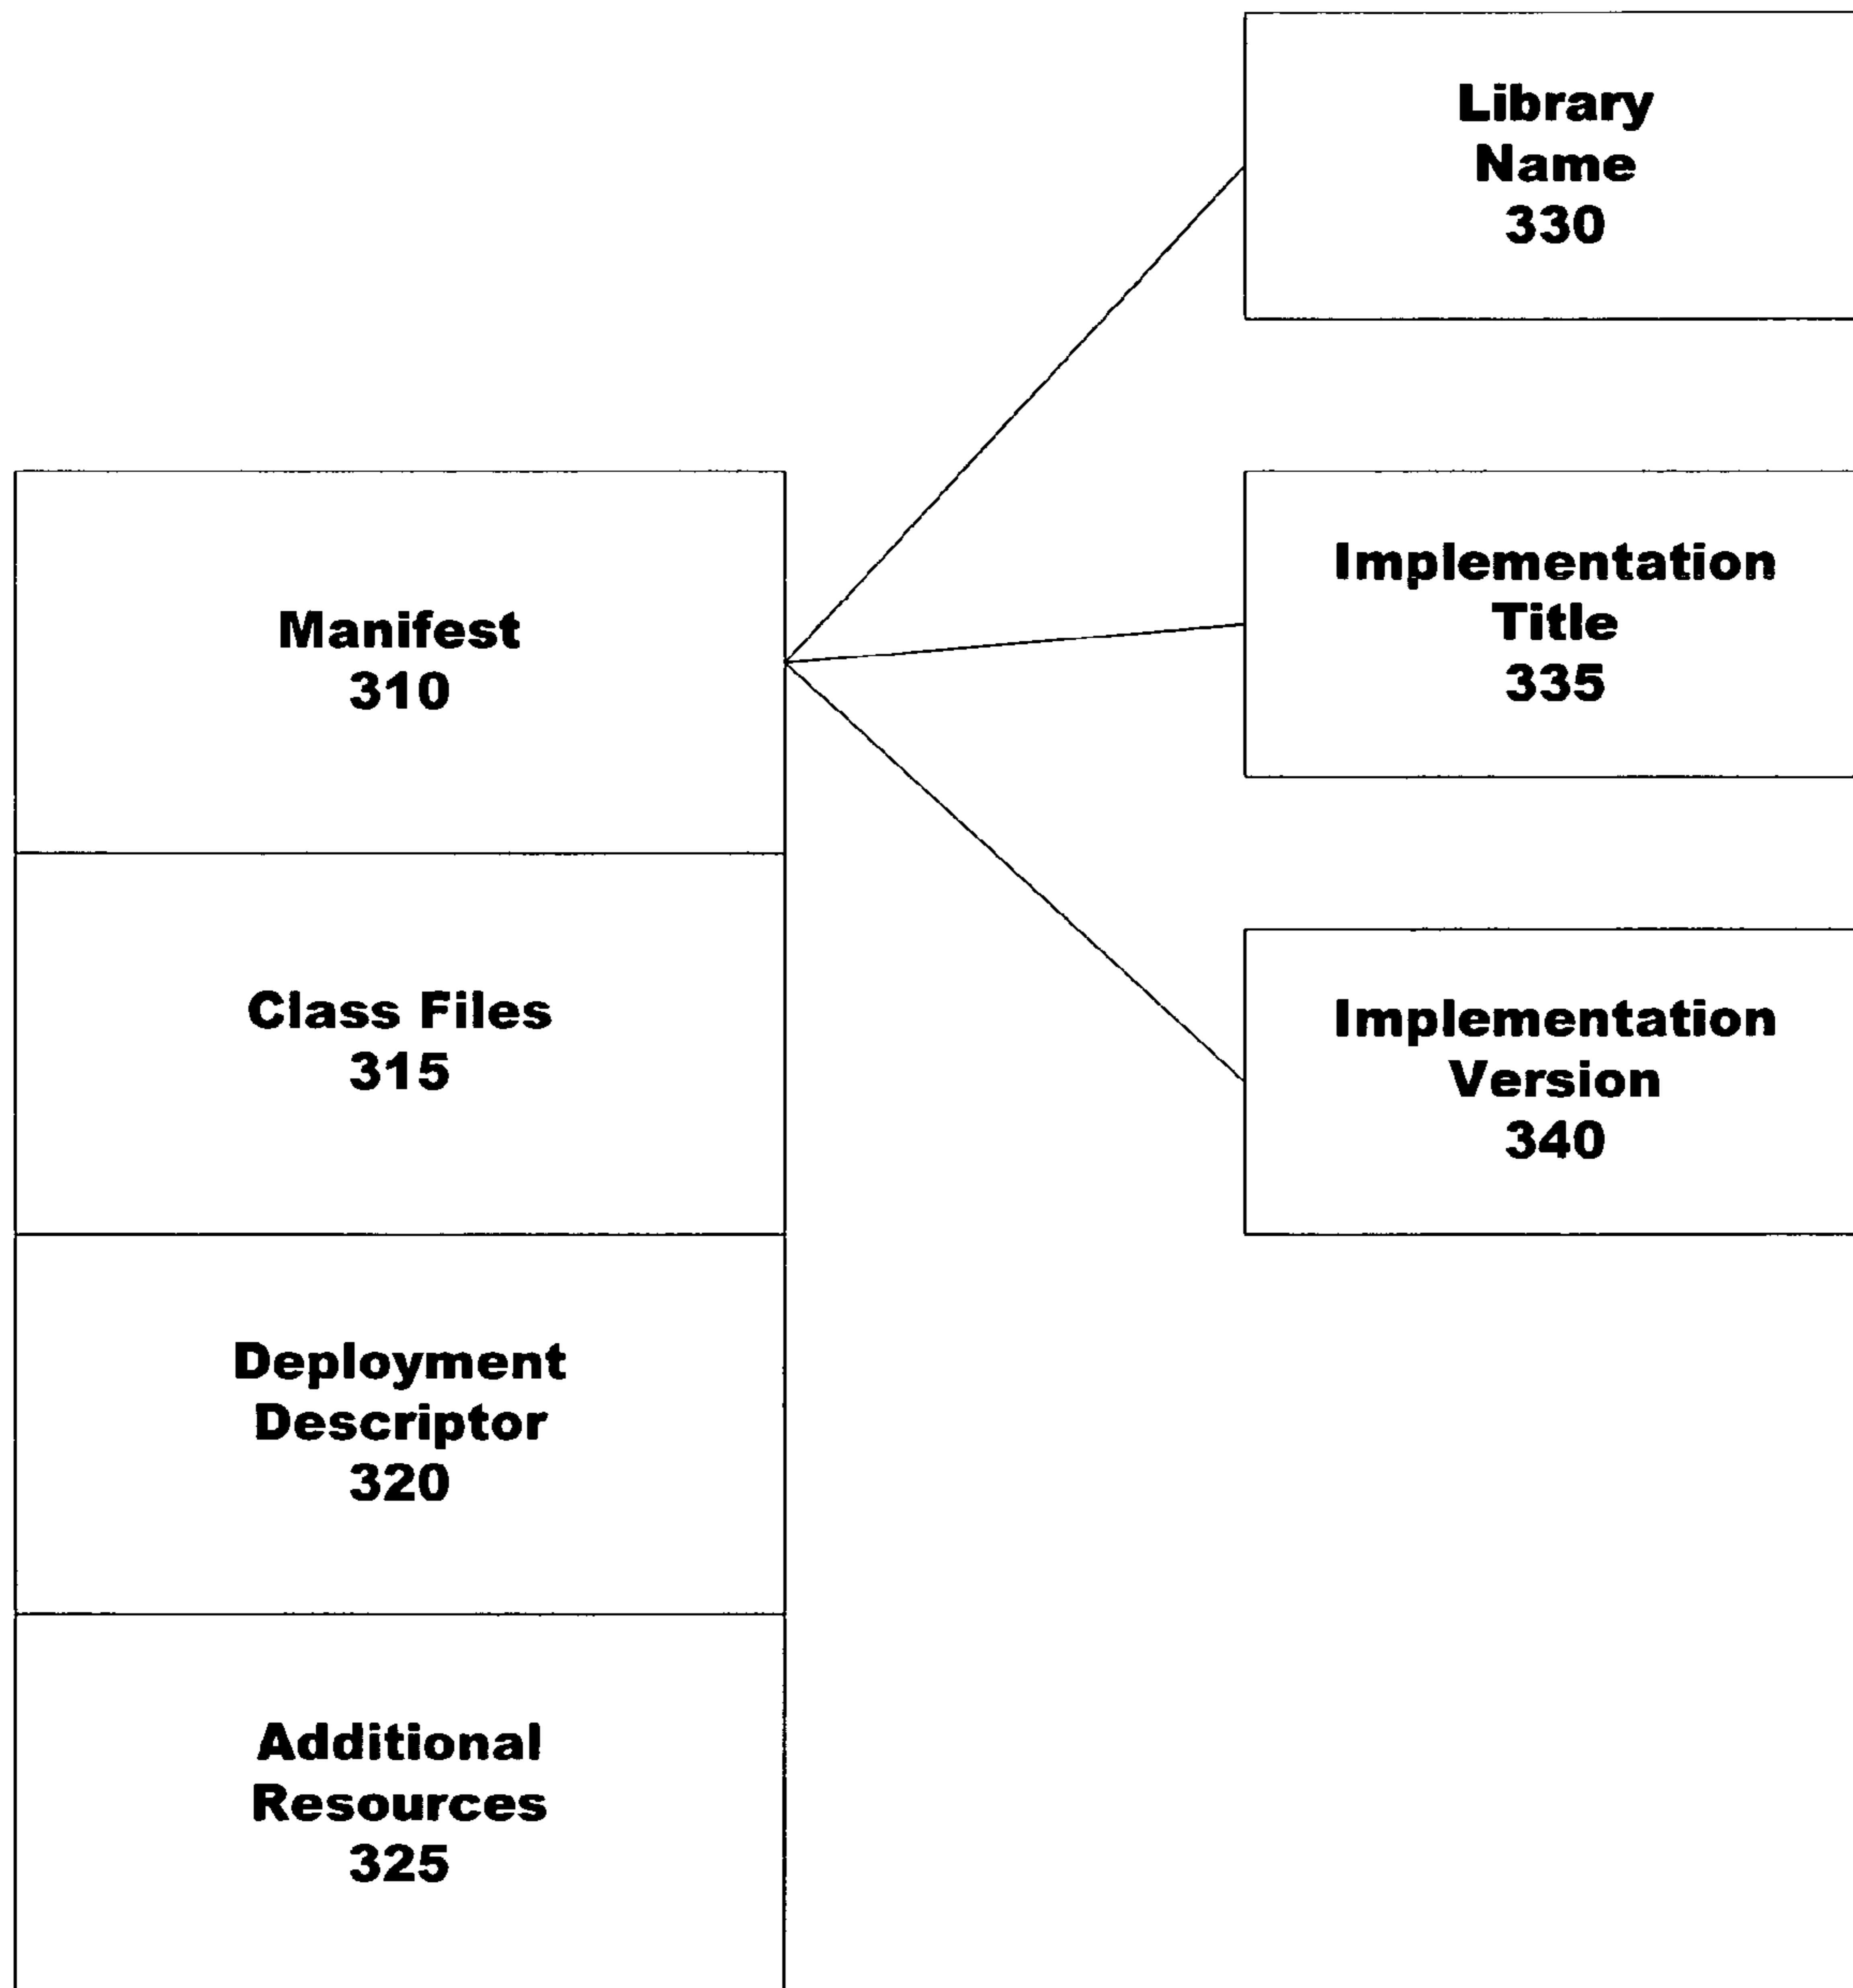 Library
Name
330
Implementation
Title
335
Manifest
310
Implementation
Version
340
Class Files
315
Deployment
Descriptor
320
Additional
Resources
325